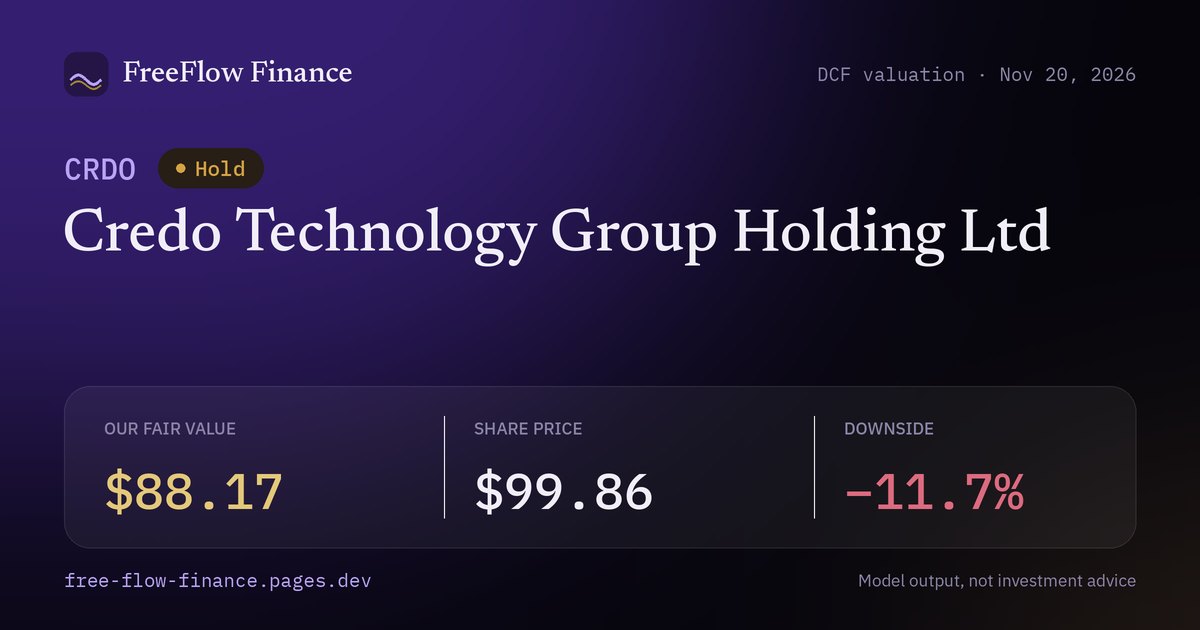 FreeFlow Finance
DCF valuation · Nov 20, 2026
CRDO
Hold
Credo Technology Group Holding Ltd
OUR FAIR VALUE
$88.17
SHARE PRICE
$99.86
DOWNSIDE
−11.7%
free-flow-finance.pages.dev
Model output, not investment advice